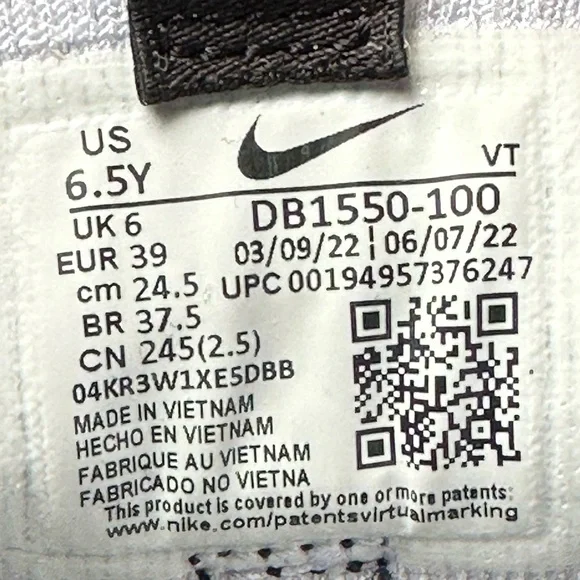 US
6.5Y
VT
UK 6
DB1550-100
EUR 39
03/09/22 | 06/07/22
cm 24.5
UPC 00194957376247
BR 37.5
CN 245(2.5)
04KR3W1XE5DBB
MADE IN VIETNAM
HECHO EN VIETNAM
FABRIQUE AU VIETNAM
FABRICADO NO VIETNA
This product is covered by one or more patents:
www.nike.com/patentsvirtualmarking